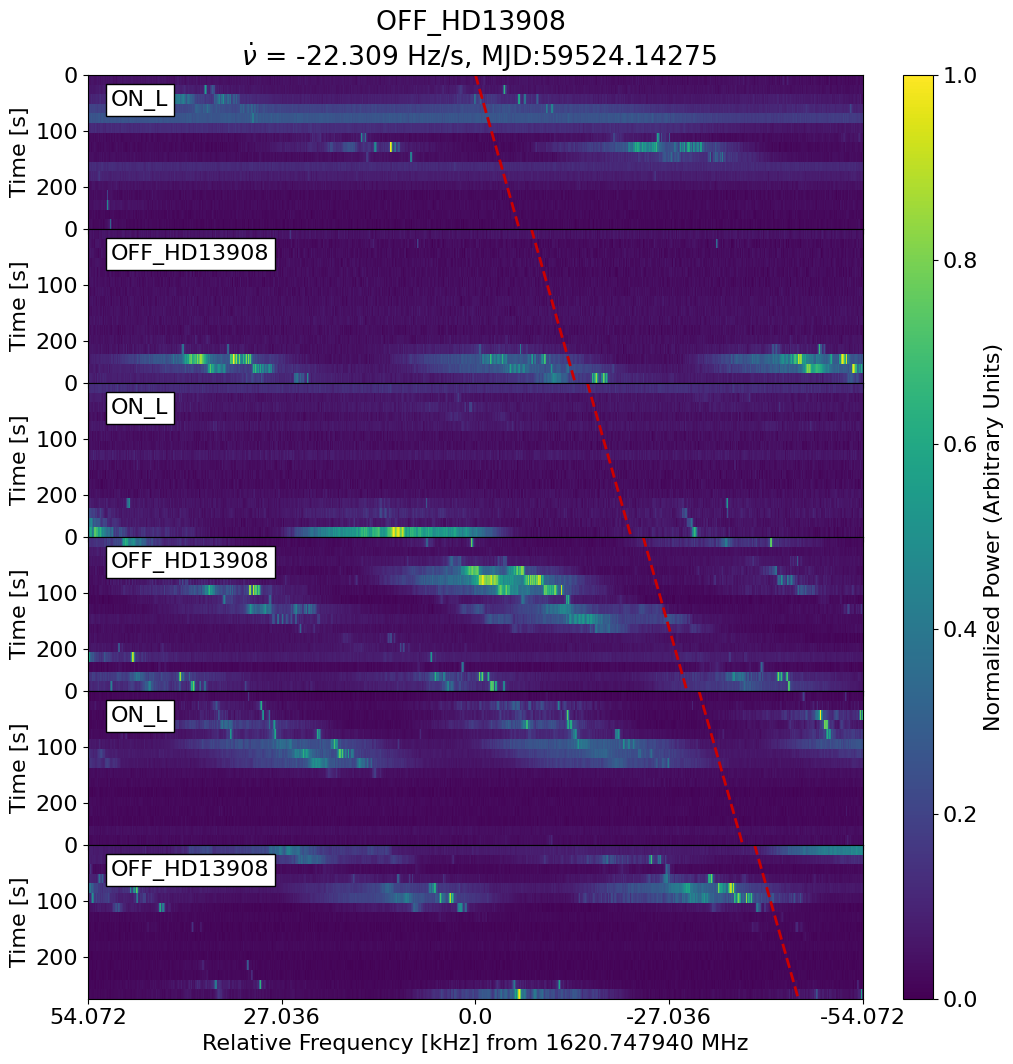 OFF_HD13908
ν̇ = -22.309 Hz/s, MJD:59524.14275
ON_L
OFF_HD13908
ON_L
OFF_HD13908
ON_L
OFF_HD13908
Time [s]
Time [s]
Time [s]
Time [s]
Time [s]
Time [s]
0
100
200
0
100
200
0
100
200
0
100
200
0
100
200
0
100
200
54.072 27.036 0.0 -27.036 -54.072
Relative Frequency [kHz] from 1620.747940 MHz
1.0
0.8
0.6
0.4
0.2
0.0
Normalized Power (Arbitrary Units)